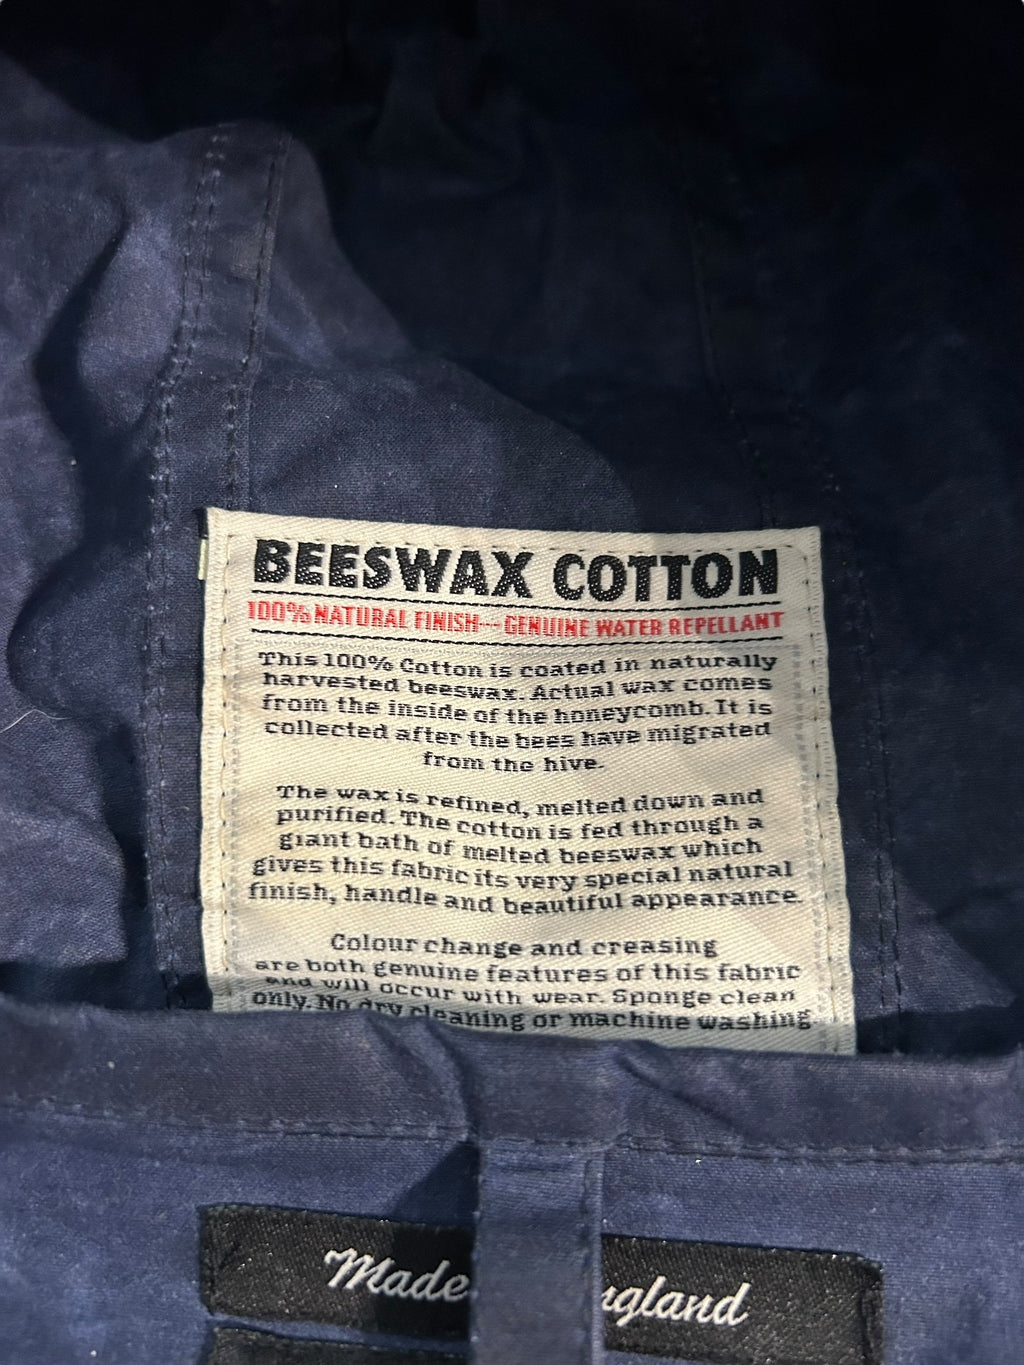 BEESWAX COTTON
100% NATURAL FINISH--- GENUINE WATER REPELLANT
This 100% Cotton is coated in naturally
harvested beeswax. Actual wax comes
from the inside of the honeycomb. It is
collected after the bees have migrated
from the hive.
The wax is refined, melted down and
purified. The cotton is fed through a
giant bath of melted beeswax which
gives this fabric its very special natural
finish, handle and beautiful appearance.
Colour change and creasing
are both genuine features of this fabric
and will occur with wear. Sponge clean
only. No dry cleaning or machine washing
Made ngland